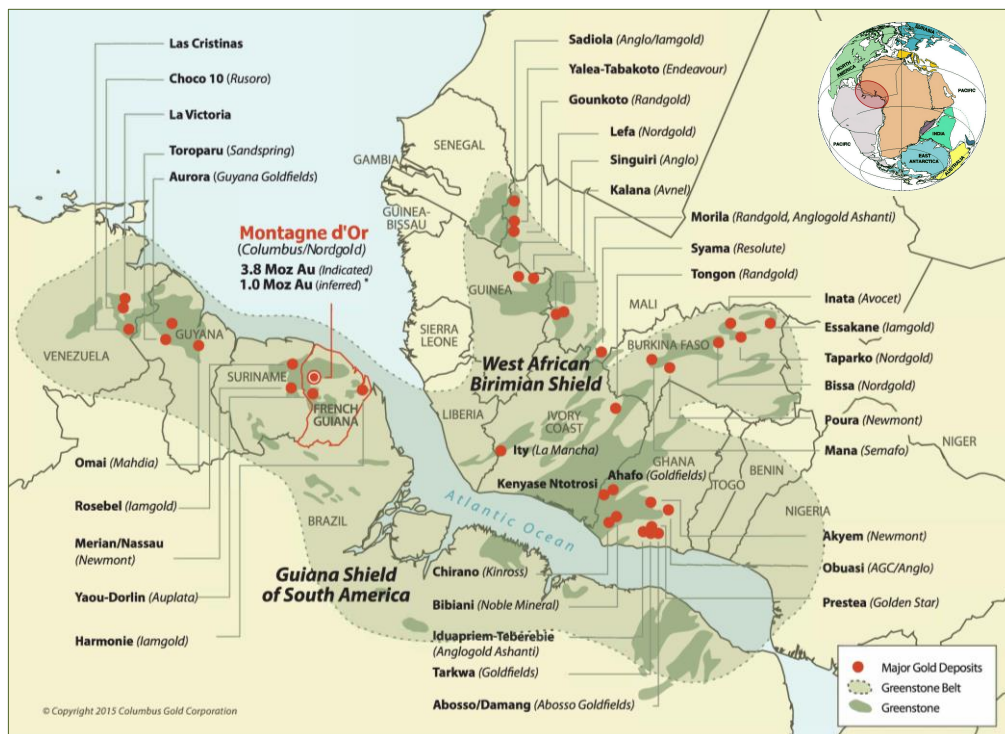 Las Cristinas
Choco 10 (Rusoro)
La Victoria
Toroparu (Sandspring)
Aurora (Guyana Goldfields)
Montagne d'Or
(Columbus/Nordgold)
3.8 Moz Au (Indicated)
1.0 Moz Au (inferred) *
VENEZUELA
GUYANA
SURINAME
FRENCH
GUIANA
BRAZIL
Omai (Mahdia)
Rosebel (Iamgold)
Merian/Nassau
(Newmont)
Yaou-Dorlin (Auplata)
Harmonie (Iamgold)
Guiana Shield
of South America
Atlantic Ocean
© Copyright 2015 Columbus Gold Corporation
Sadiola (Anglo/Iamgold)
Yalea-Tabakoto (Endeavour)
Gounkoto (Randgold)
Lefa (Nordgold)
Singuiri (Anglo)
Kalana (Avnel)
Morila (Randgold, Anglogold Ashanti)
Syama (Resolute)
Tongon (Randgold)
Inata (Avocet)
Essakane (Iamgold)
Taparko (Nordgold)
Bissa (Nordgold)
Poura (Newmont)
Mana (Semafo)
SENEGAL
GAMBIA
GUINEA-
BISSAU
GUINEA
SIERRA
LEONE
LIBERIA
MALI
BURKINA FASO
IVORY
COAST
GHANA
TOGO
BENIN
NIGER
NIGERIA
West African
Birimian Shield
Ity (La Mancha)
Kenyase Ntotrosi
Ahafo
(Goldfields)
Akyem (Newmont)
Obuasi (AGC/Anglo)
Prestea (Golden Star)
Chirano (Kinross)
Bibiani (Noble Mineral)
Iduapriem-Teberebie
(Anglogold Ashanti)
Tarkwa (Goldfields)
Abosso/Damang (Abosso Goldfields)
Major Gold Deposits
Greenstone Belt
Greenstone
NORTH
AMERICA
EURASIA
PACIFIC
PACIFIC
INDIA
EAST
ANTARCTICA
AUSTRALIA